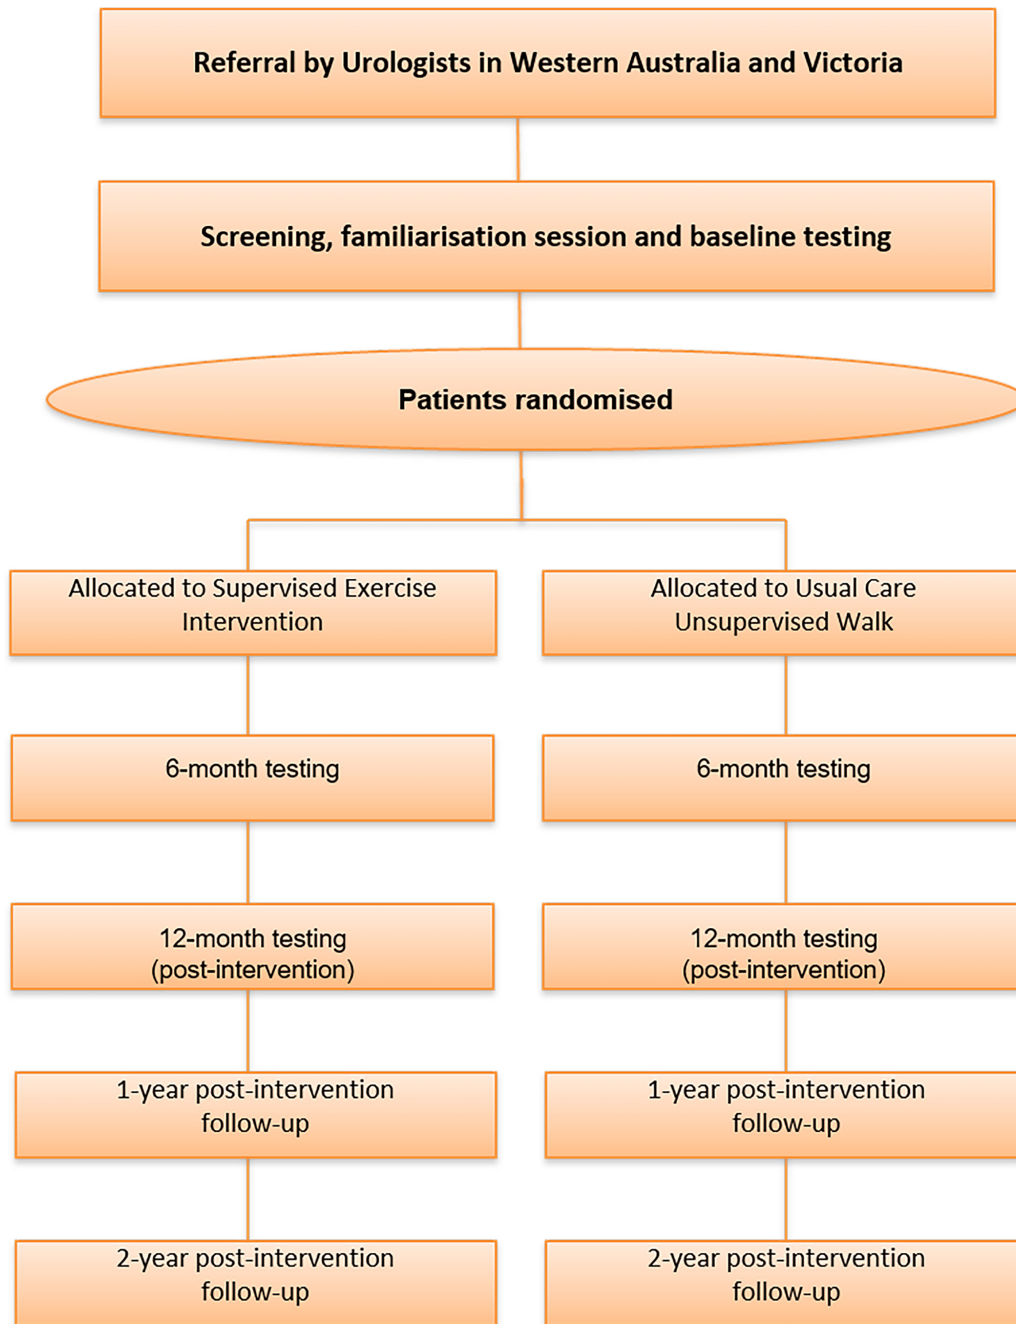 Referral by Urologists in Western Australia and Victoria
Screening, familiarisation session and baseline testing
Patients randomised
Allocated to Supervised Exercise
Intervention
Allocated to Usual Care
Unsupervised Walk
6-month testing
6-month testing
12-month testing
(post-intervention)
12-month testing
(post-intervention)
1-year post-intervention
follow-up
1-year post-intervention
follow-up
2-year post-intervention
follow-up
2-year post-intervention
follow-up